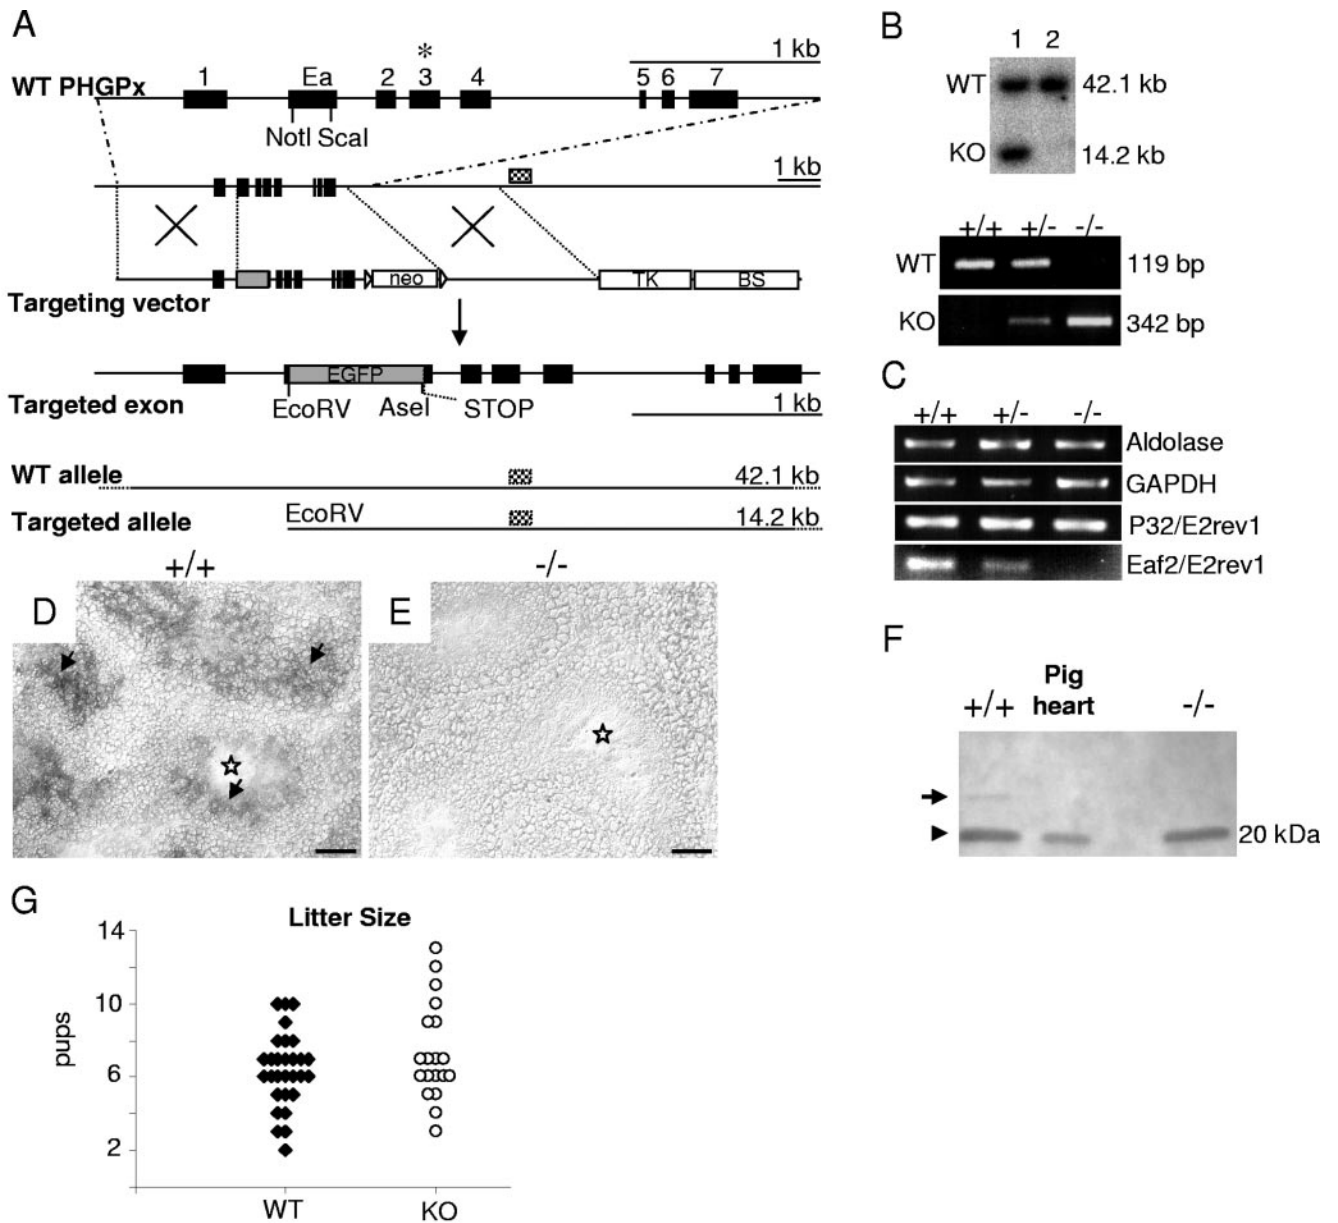 A
1 kb
*
1 Ea 2 3 4 5 6 7
WT PHGPx
NotI ScaI
1 kb
neo TK BS
Targeting vector
EGFP
EcoRV AseI STOP
Targeted exon
1 kb
WT allele
42.1 kb
Targeted allele EcoRV 14.2 kb
B
1 2
WT 42.1 kb
KO 14.2 kb
+/+ +/- -/-
WT 119 bp
KO 342 bp
C
+/+ +/- -/-
Aldolase
GAPDH
P32/E2rev1
Eaf2/E2rev1
+/+ -/-
D E
F
+/+ Pig heart -/-
20 kDa
G
Litter Size
14
10
6
2
pups
WT KO